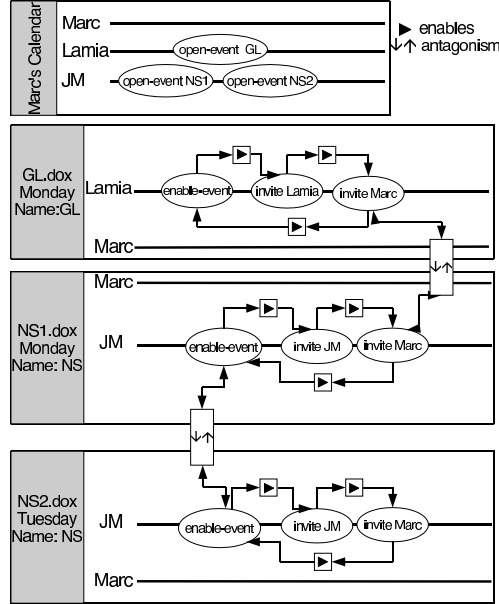 Marc's Calendar
Marc
Lamia
open-event GL
JM
open-event NS1
open-event NS2
enables
antagonism
GL.dox
Monday
Name:GL
Lamia
enable-event
invite Lamia
invite Marc
Marc
NS1.dox
Monday
Name: NS
Marc
JM
enable-event
invite JM
invite Marc
NS2.dox
Tuesday
Name: NS
JM
enable-event
invite JM
invite Marc
Marc